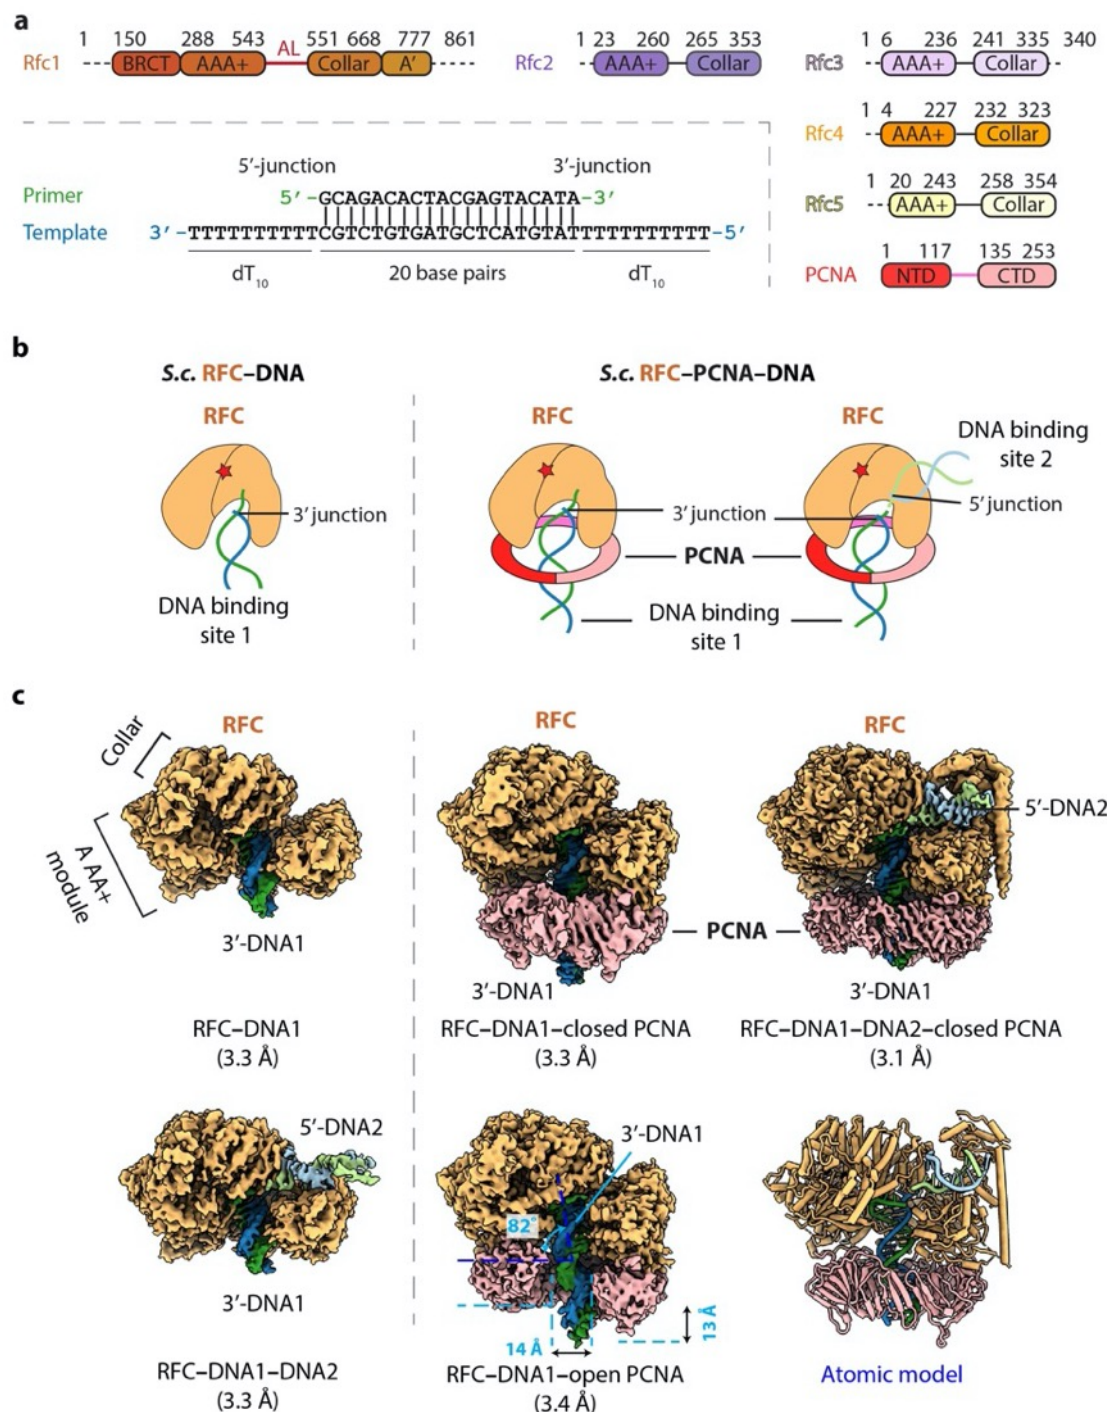 a
1 150 288 543 AL 551 668 777 861
Rfc1 BRCT AAA+ Collar A′
1 23 260 265 353
Rfc2 AAA+ Collar
1 6 236 241 335 340
Rfc3 AAA+ Collar
1 4 227 232 323
Rfc4 AAA+ Collar
1 20 243 258 354
Rfc5 AAA+ Collar
1 117 135 253
PCNA NTD CTD
5′-junction 3′-junction
Primer 5′-GCAGACACTACGAGTACATA-3′
Template 3′-TTTTTTTTTTCGTCTGTGATGCTCATGTATTTTTTTTTTT-5′
dT10 20 base pairs dT10
b
S.c. RFC–DNA
S.c. RFC–PCNA–DNA
RFC
RFC
RFC
DNA binding
site 2
3′ junction
3′ junction
5′ junction
PCNA
DNA binding
site 1
DNA binding
site 1
c
Collar
A AA+
module
RFC
RFC
RFC
5′-DNA2
PCNA
3′-DNA1
3′-DNA1
3′-DNA1
RFC–DNA1
(3.3 Å)
RFC–DNA1–closed PCNA
(3.3 Å)
RFC–DNA1–DNA2–closed PCNA
(3.1 Å)
5′-DNA2
3′-DNA1
3′-DNA1
82°
14 Å
13 Å
RFC–DNA1–DNA2
(3.3 Å)
RFC–DNA1–open PCNA
(3.4 Å)
Atomic model